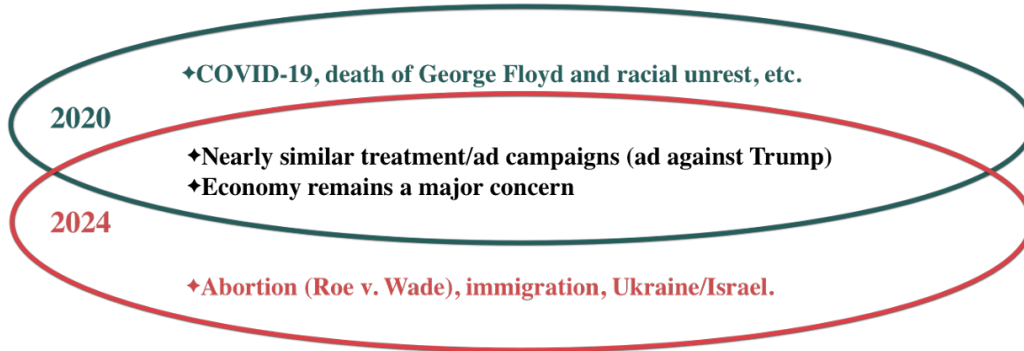 ✦COVID-19, death of George Floyd and racial unrest, etc.
2020
✦Nearly similar treatment/ad campaigns (ad against Trump)
✦Economy remains a major concern
2024
✦Abortion (Roe v. Wade), immigration, Ukraine/Israel.